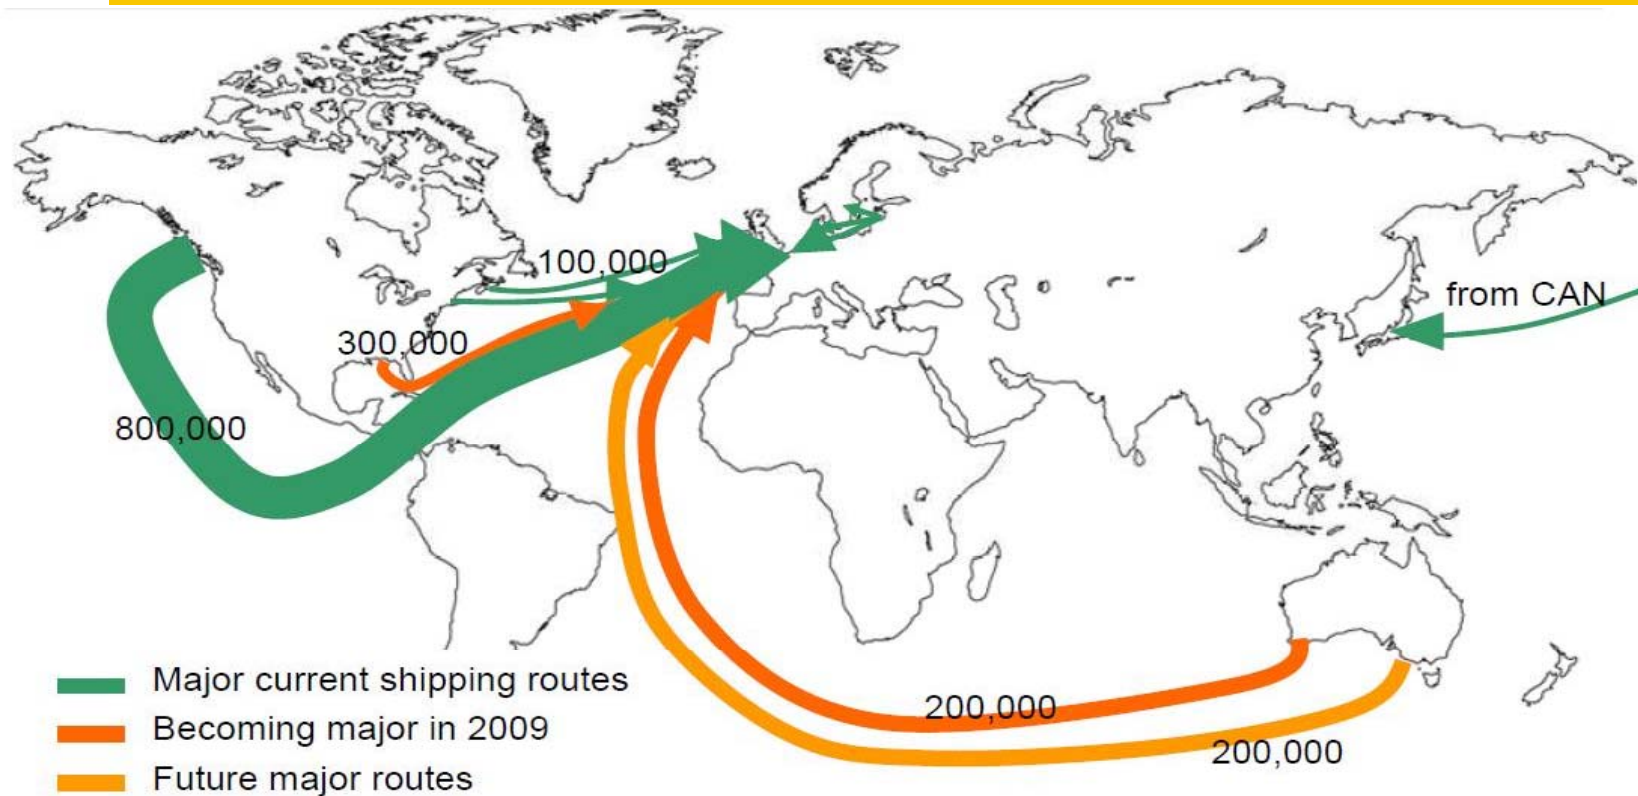 100,000
from CAN
300,000
800,000
Major current shipping routes
200,000
Becoming major in 2009
200,000
Future major routes